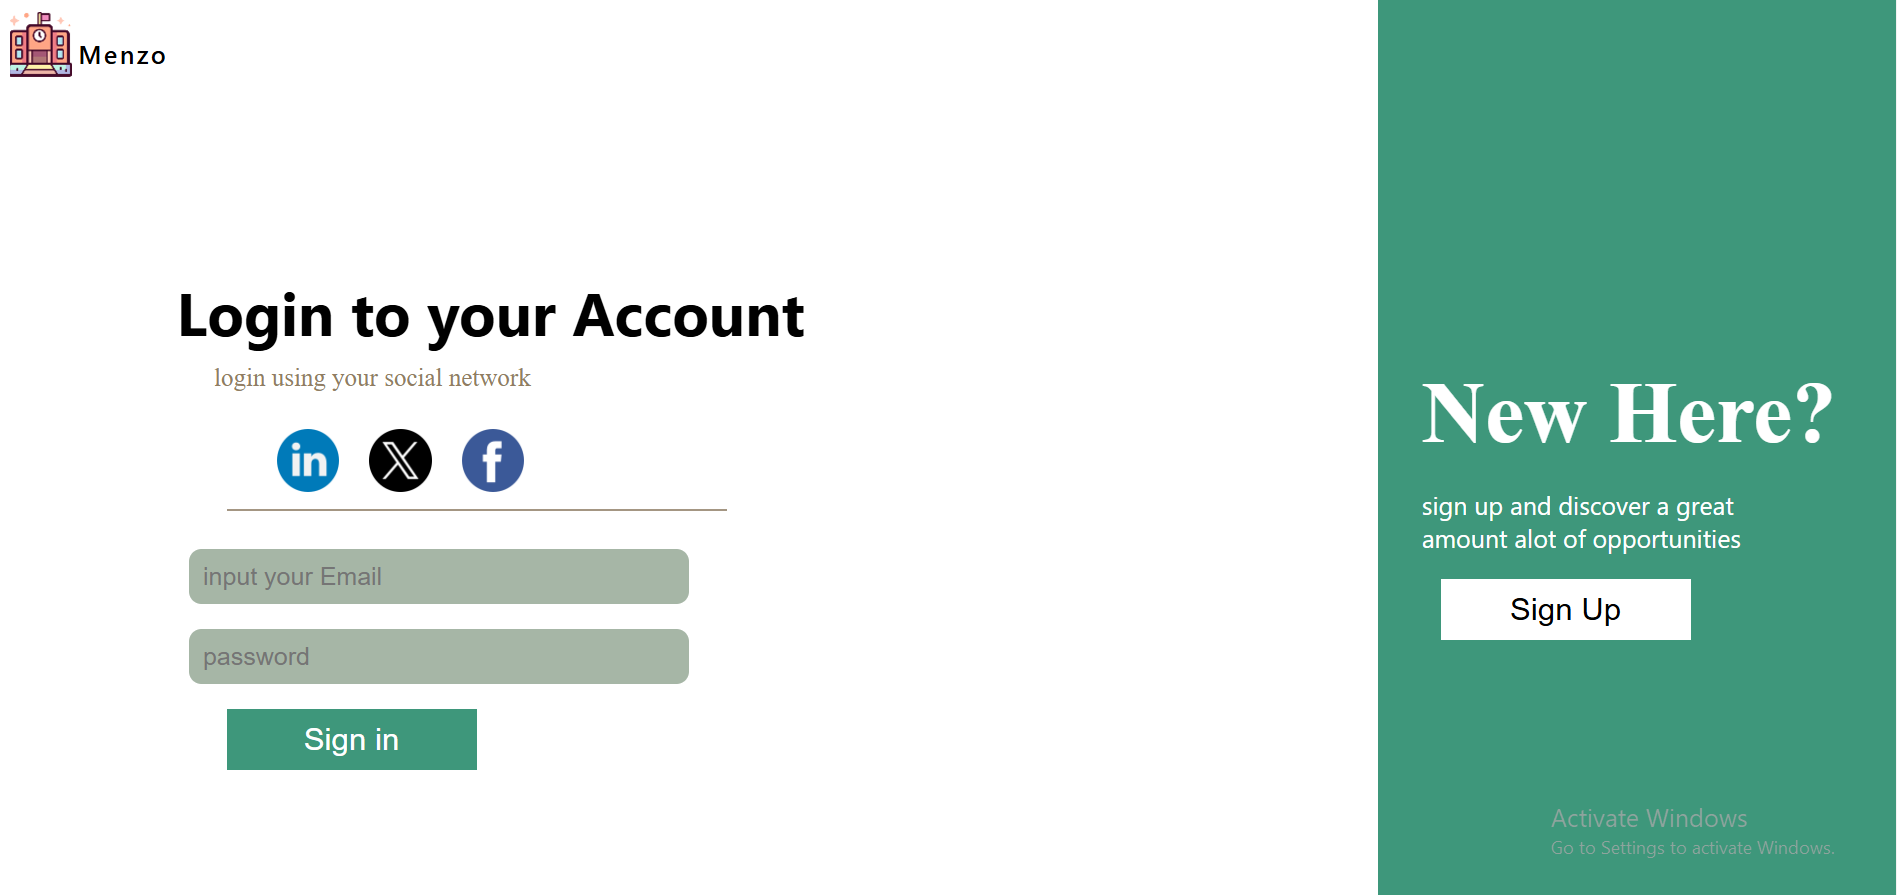 Menzo
Login to your Account
login using your social network
in X f
input your Email
password
Sign in
New Here?
sign up and discover a great
amount alot of opportunities
Sign Up
Activate Windows
Go to Settings to activate Windows.